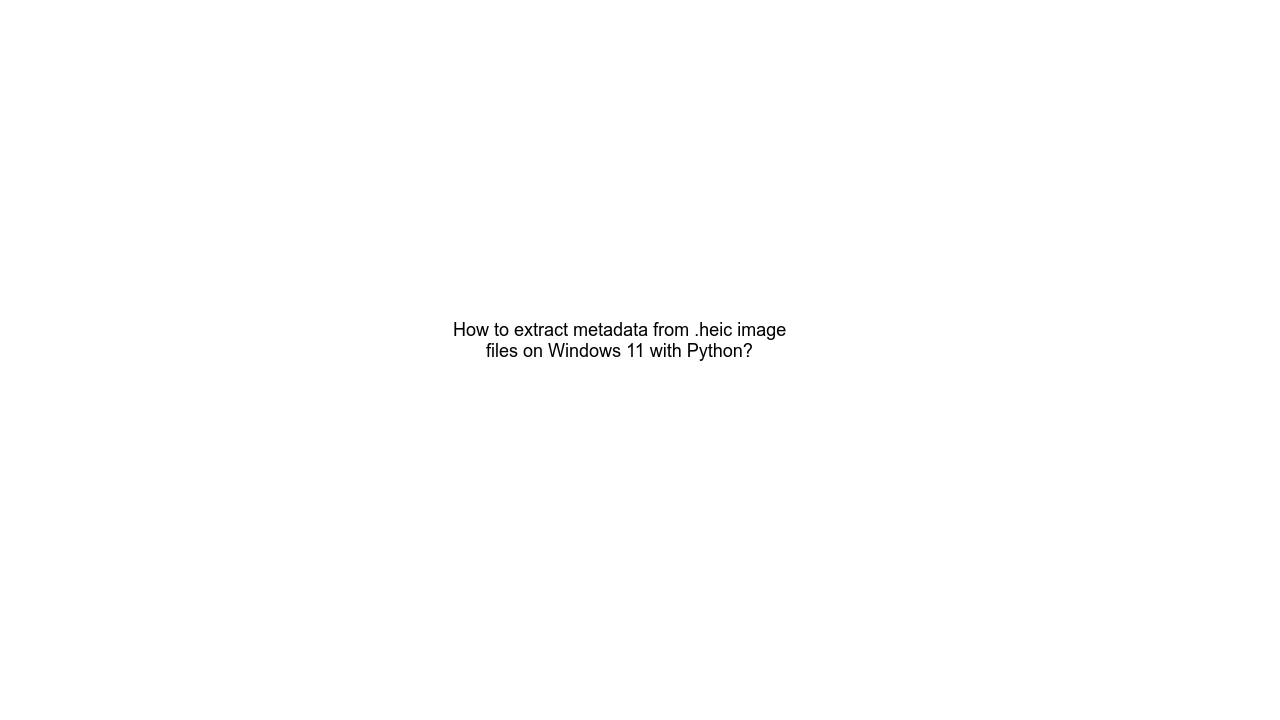 How to extract metadata from .heic image
files on Windows 11 with Python?